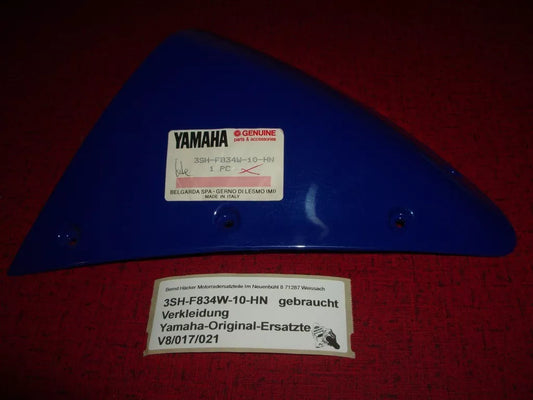 YAMAHA GENUINE
parts & accessories
3SH-F834W-10-HN
1 PC
BELGARDA SPA - GERNO DI LESMO (MI)
MADE IN ITALY
Bernd Häcker Motorradersatzteile Im Neuenbühl 8 71287 Weissach
3SH-F834W-10-HN gebraucht
Verkleidung
Yamaha-Original-Ersatzte
V8/017/021